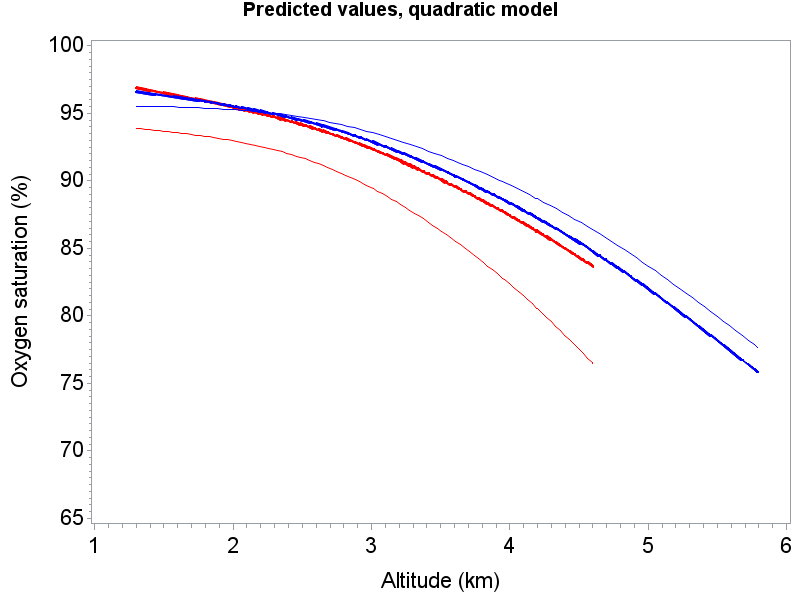 Predicted values, quadratic model
100
95
90
85
80
75
70
65
Oxygen saturation (%)
1 2 3 4 5 6
Altitude (km)